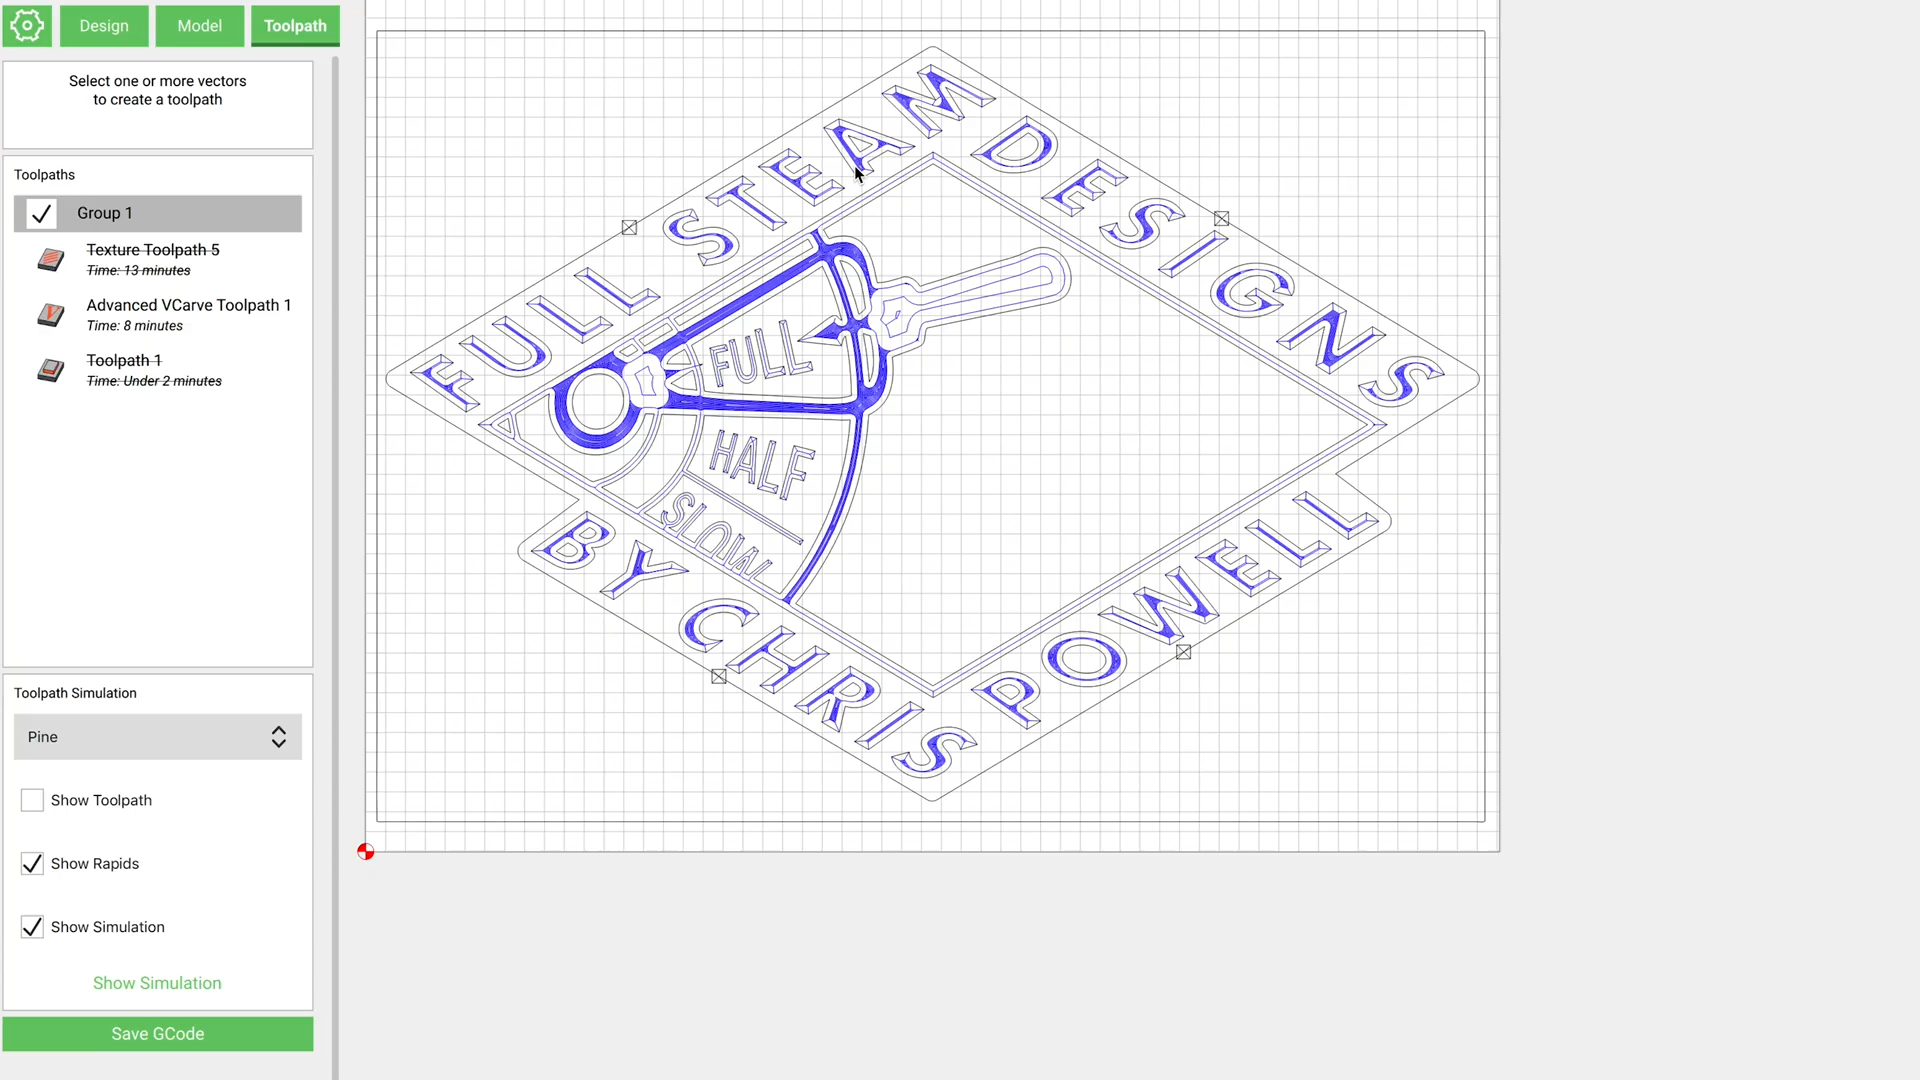 Design
Model
Toolpath
Select one or more vectors
to create a toolpath
Toolpaths
Group 1
Texture Toolpath 5
Time: 13 minutes
Advanced VCarve Toolpath 1
Time: 8 minutes
Toolpath 1
Time: Under 2 minutes
Toolpath Simulation
Pine
Show Toolpath
Show Rapids
Show Simulation
Show Simulation
Save GCode
FULL STEAM DESIGNS
FULL
HALF
SLOW
BY CHRIS POWELL